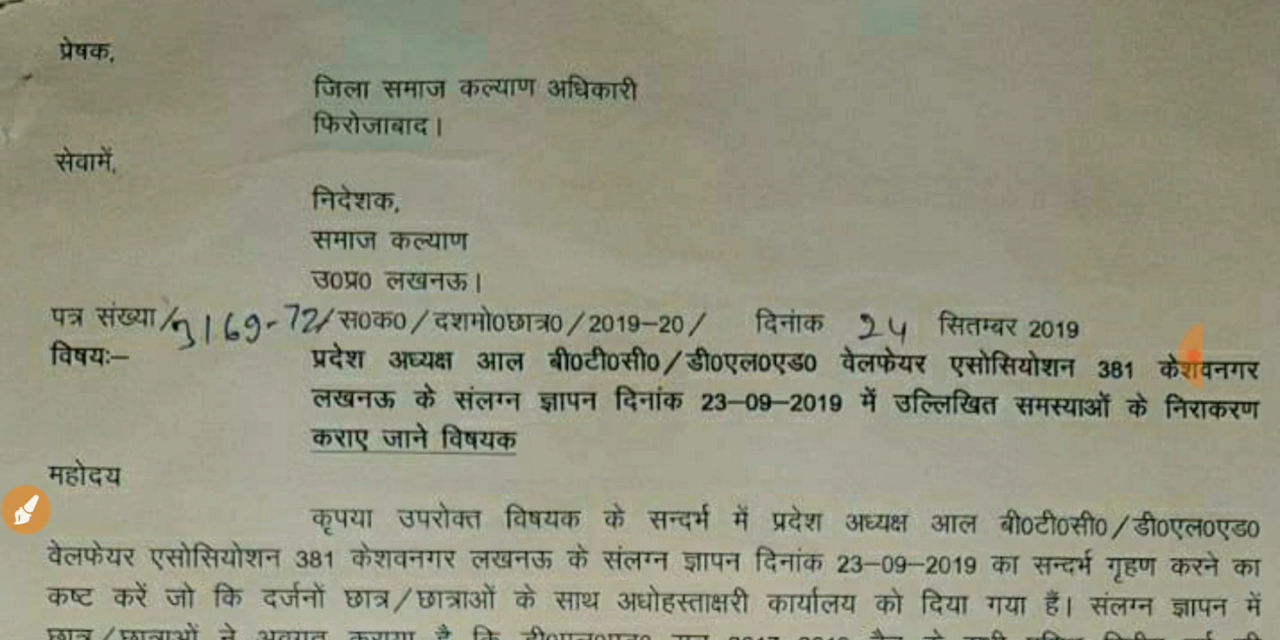 प्रेषक,
जिला समाज कल्याण अधिकारी
फिरोजाबाद।
सेवामें,
निदेशक,
समाज कल्याण
उ0प्र0 लखनऊ।
पत्र संख्या/3169-72/स0क0/दशमो0छात्र0/2019-20/ दिनांक 24 सितम्बर 2019
विषयः— प्रदेश अध्यक्ष आल बी0टी0सी0/डी0एल0एड0 वेलफेयर एसोसियोशन 381 केशवनगर
लखनऊ के संलग्न ज्ञापन दिनांक 23-09-2019 में उल्लिखित समस्याओं के निराकरण
कराए जाने विषयक
महोदय
कृपया उपरोक्त विषयक के सन्दर्भ में प्रदेश अध्यक्ष आल बी0टी0सी0/डी0एल0एड0
वेलफेयर एसोसियोशन 381 केशवनगर लखनऊ के संलग्न ज्ञापन दिनांक 23-09-2019 का सन्दर्भ गृहण करने का
कष्ट करें जो कि दर्जनों छात्र/छात्राओं के साथ अधोहस्ताक्षरी कार्यालय को दिया गया हैं। संलग्न ज्ञापन में
छात्र/छात्राओं ने अवगत कराया है कि